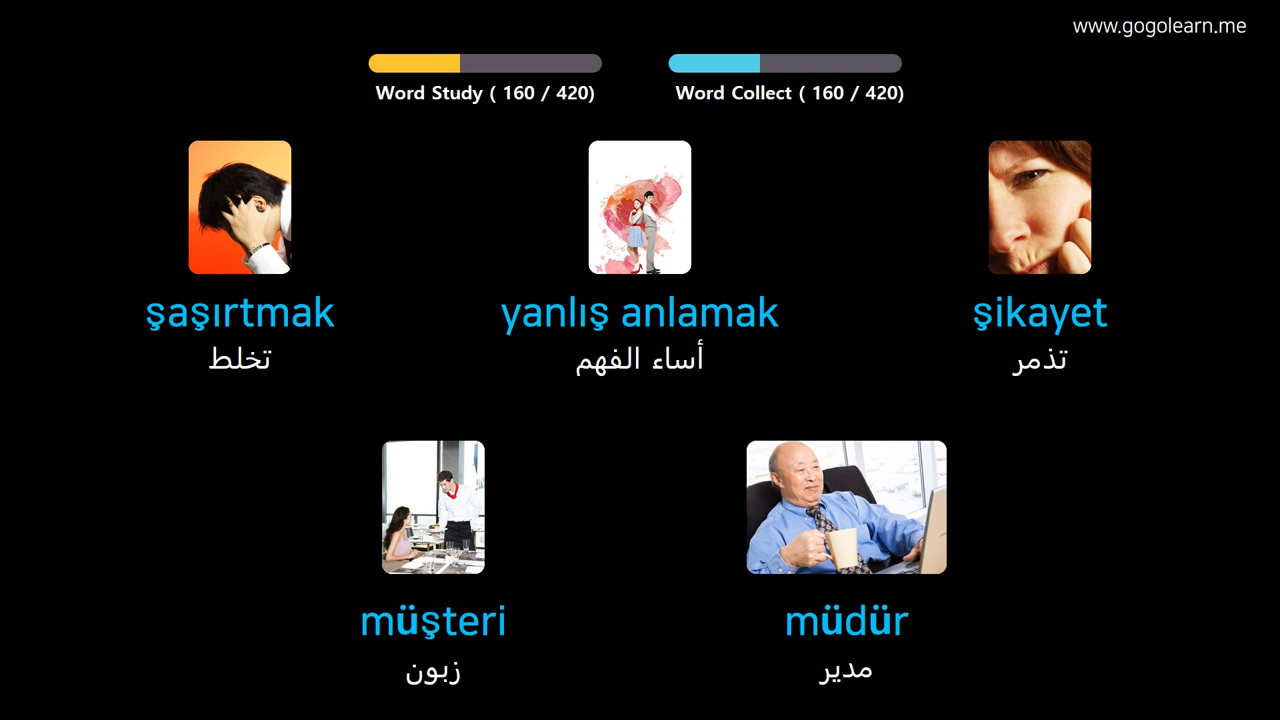 www.gogolearn.me
Word Study ( 160 / 420)
Word Collect ( 160 / 420)
şaşırtmak
تخلط
yanlış anlamak
أساء الفهم
şikayet
تذمر
müşteri
زبون
müdür
مدير